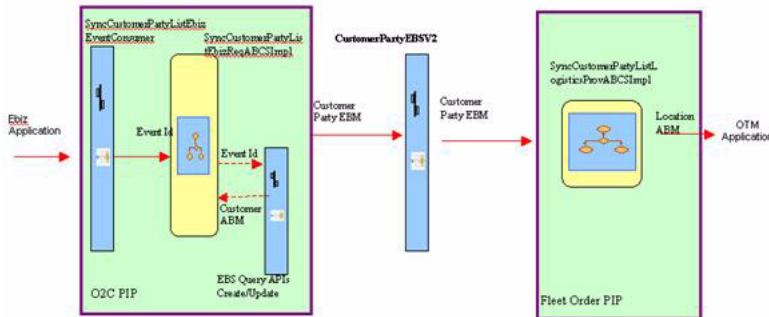 SyncCustomerPartyListEbiz
EventConsumer
SyncCustomerPartyLis
tEbizReqABCSImpl
CustomerPartyEBSV2
SyncCustomerPartyListL
ogisticsProvABCSImpl
Ebiz
Application
Event Id
Event Id
Customer
ABM
Customer
Party EBM
Customer
Party EBM
Location
ABM
OTM
Application
EBS Query APIs
Create/Update
O2C PIP
Fleet Order PIP